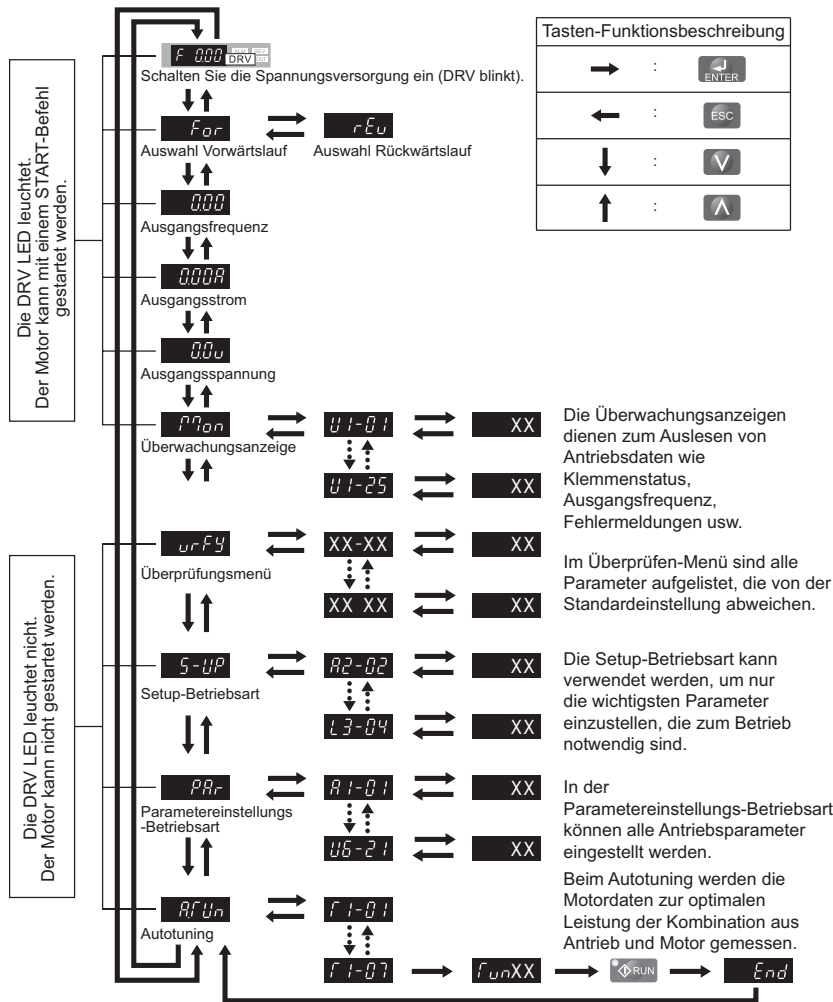 Tasten-Funktionsbeschreibung
→ : ENTER
← : ESC
↓ : V
↑ : Λ
Die DRV LED leuchtet.
Der Motor kann mit einem START-Befehl
gestartet werden.
F 0.00 ALM REV DRV OUT
Schalten Sie die Spannungsversorgung ein (DRV blinkt).
For rEv
Auswahl Vorwärtslauf Auswahl Rückwärtslauf
0.00
Ausgangsfrequenz
0.00A
Ausgangsstrom
0.0v
Ausgangsspannung
Mon U1-01 XX
Überwachungsanzeige
U1-25 XX
Die Überwachungsanzeigen
dienen zum Auslesen von
Antriebsdaten wie
Klemmenstatus,
Ausgangsfrequenz,
Fehlermeldungen usw.
Die DRV LED leuchtet nicht.
Der Motor kann nicht gestartet werden.
vrFy XX-XX XX
Überprüfungsmenü
XX XX XX
Im Überprüfen-Menü sind alle
Parameter aufgelistet, die von der
Standardeinstellung abweichen.
S-UP A2-02 XX
Setup-Betriebsart
L3-04 XX
Die Setup-Betriebsart kann
verwendet werden, um nur
die wichtigsten Parameter
einzustellen, die zum Betrieb
notwendig sind.
PAr A1-01 XX
Parametereinstellungs
-Betriebsart
U6-21 XX
In der
Parametereinstellungs-Betriebsart
können alle Antriebsparameter
eingestellt werden.
A.TUn T1-01
Autotuning
T1-07 TunXX RUN End
Beim Autotuning werden die
Motordaten zur optimalen
Leistung der Kombination aus
Antrieb und Motor gemessen.